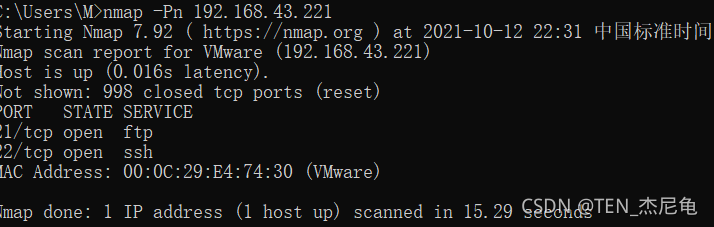 C:\Users\M>nmap -Pn 192.168.43.221
Starting Nmap 7.92 ( https://nmap.org ) at 2021-10-12 22:31 中国标准时间
Nmap scan report for VMware (192.168.43.221)
Host is up (0.016s latency).
Not shown: 998 closed tcp ports (reset)
PORT   STATE SERVICE
21/tcp open  ftp
22/tcp open  ssh
MAC Address: 00:0C:29:E4:74:30 (VMware)
Nmap done: 1 IP address (1 host up) scanned in 15.29 seconds
CSDN @TEN_杰尼龟